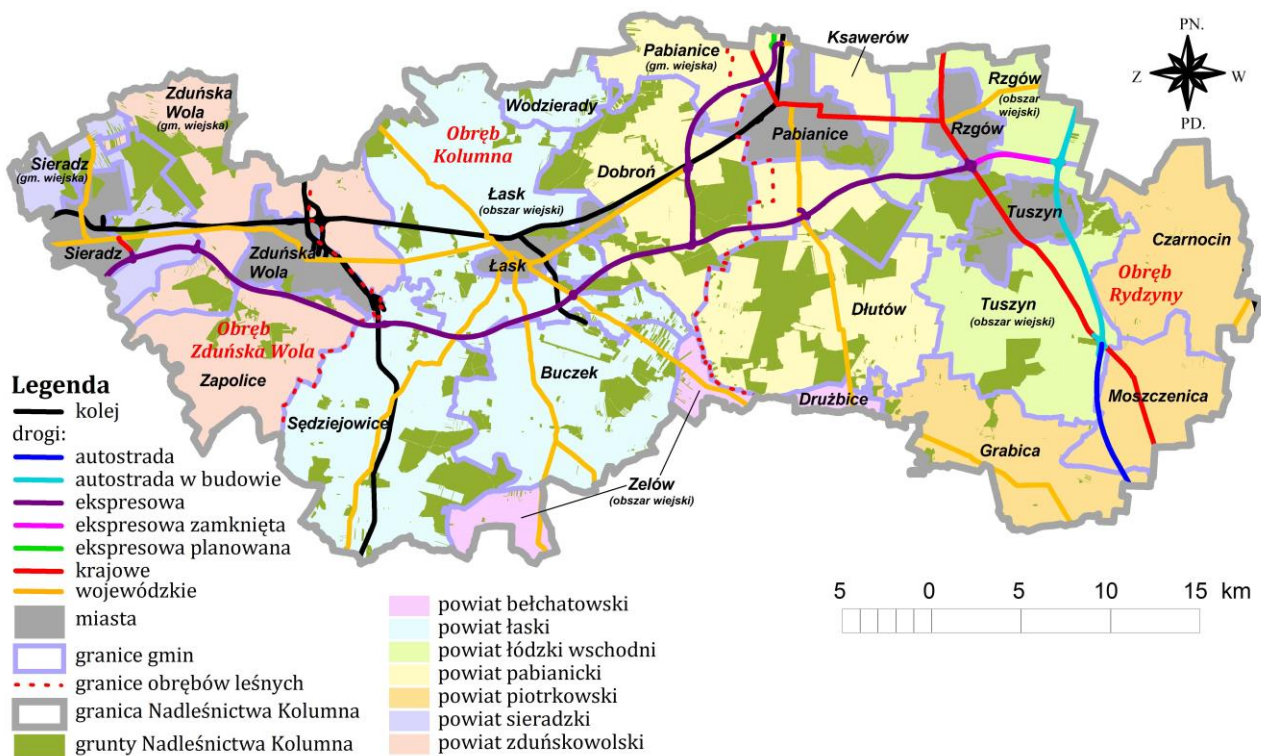 PN.
Z
W
PD.
Ksawerów
Pabianice
(gm. wiejska)
Rzgów
(obszar
wiejski)
Zduńska
Wola
(gm. wiejska)
Wodzierady
Obręb
Kolumna
Pabianice
Rzgów
Sieradz
(gm. wiejska)
Dobroń
Łask
(obszar wiejski)
Tuszyn
Czarnocin
Sieradz
Zduńska
Wola
Łask
Obręb
Rydzyny
Dłutów
Tuszyn
(obszar wiejski)
Obręb
Zduńska Wola
Zapolice
Buczek
Drużbice
Moszczenica
Sędziejowice
Grabica
Zelów
(obszar wiejski)
Legenda
kolej
drogi:
autostrada
autostrada w budowie
ekspresowa
ekspresowa zamknięta
ekspresowa planowana
krajowe
wojewódzkie
miasta
granice gmin
granice obrębów leśnych
granica Nadleśnictwa Kolumna
grunty Nadleśnictwa Kolumna
powiat bełchatowski
powiat łaski
powiat łódzki wschodni
powiat pabianicki
powiat piotrkowski
powiat sieradzki
powiat zduńskowolski
5 0 5 10 15 km